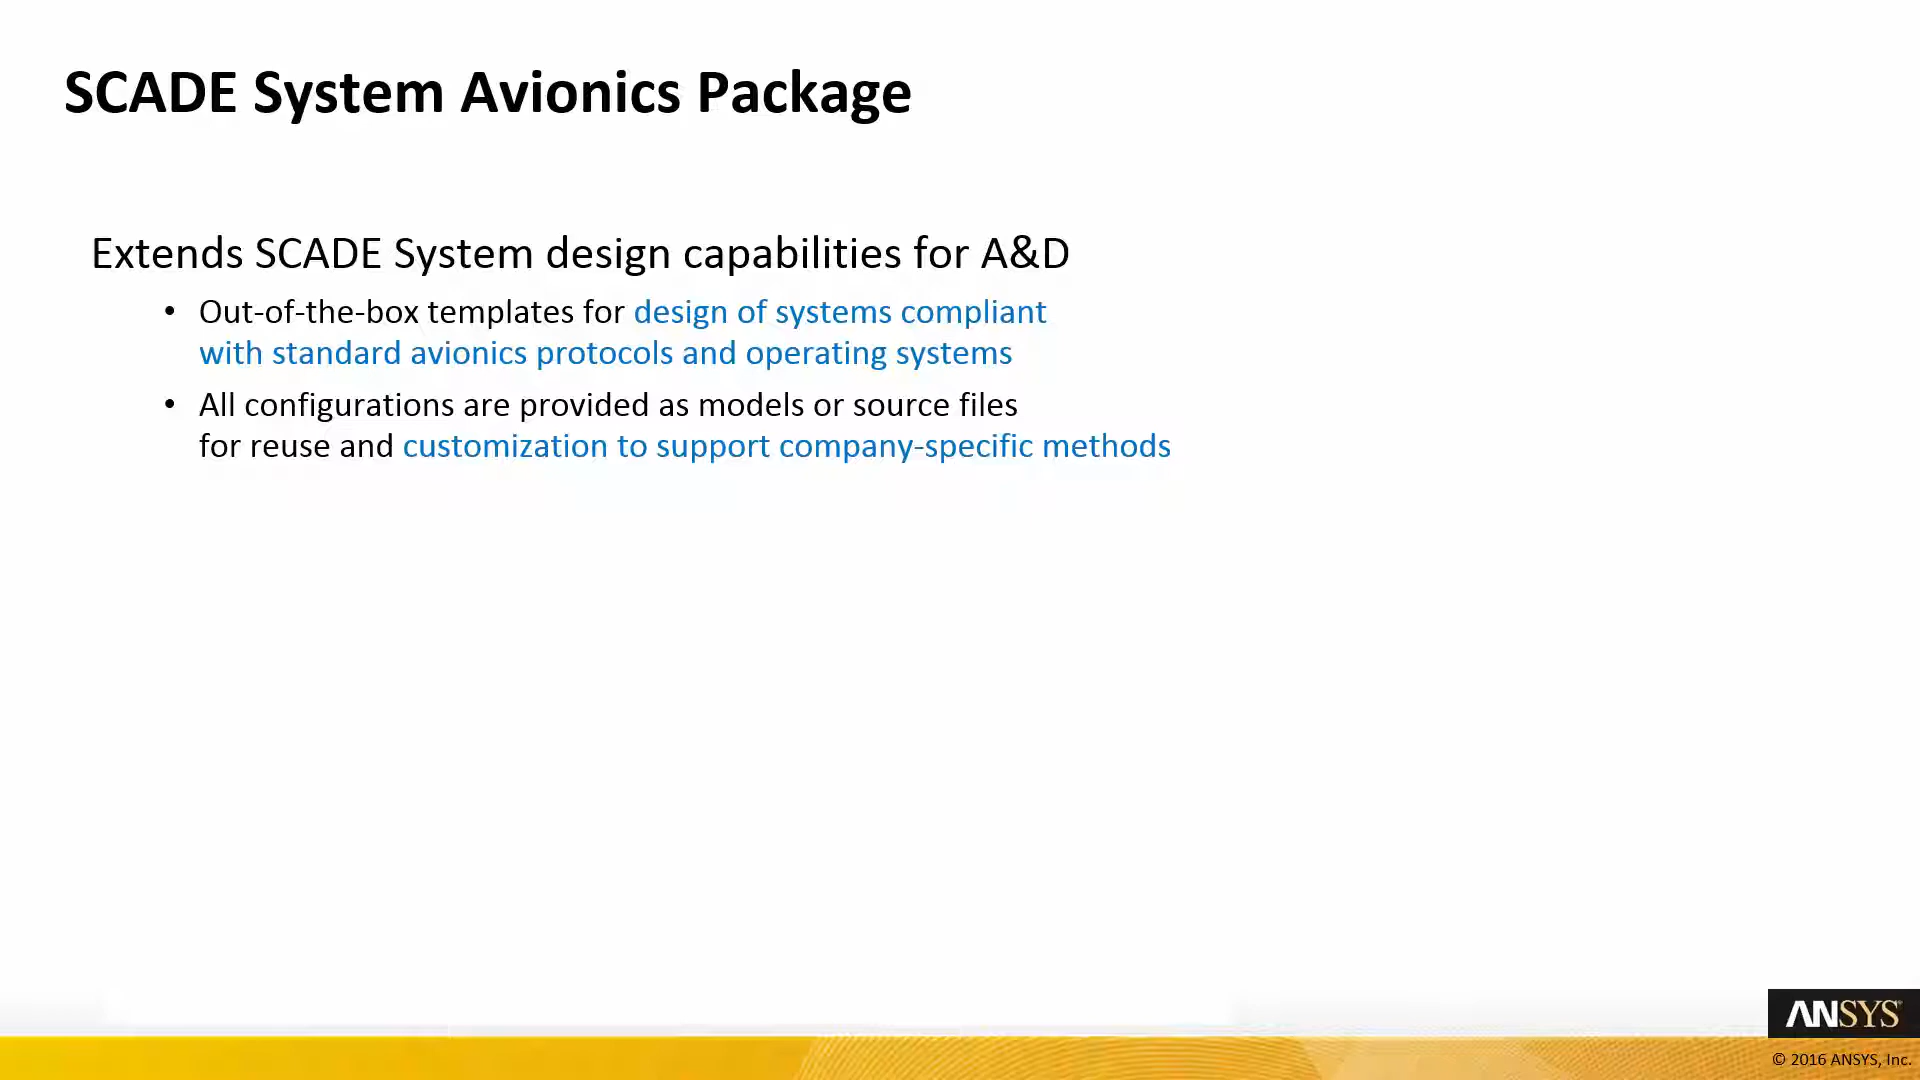 SCADE System Avionics Package
Extends SCADE System design capabilities for A&D
• Out-of-the-box templates for design of systems compliant
with standard avionics protocols and operating systems
• All configurations are provided as models or source files
for reuse and customization to support company-specific methods
ANSYS
© 2016 ANSYS, Inc.